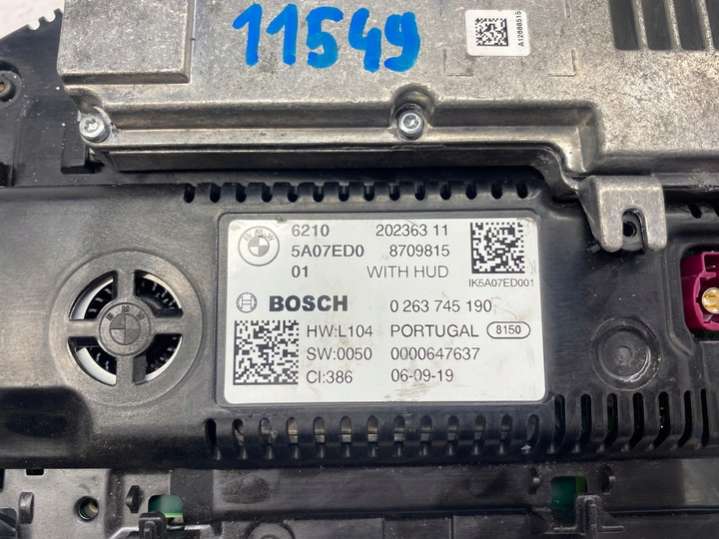 11549
A12888515
6210 202363 11
5A07ED0 8709815
01 WITH HUD
IK5A07ED001
BOSCH 0 263 745 190
HW:L104 PORTUGAL 8150
SW:0050 0000647637
CI:386 06-09-19